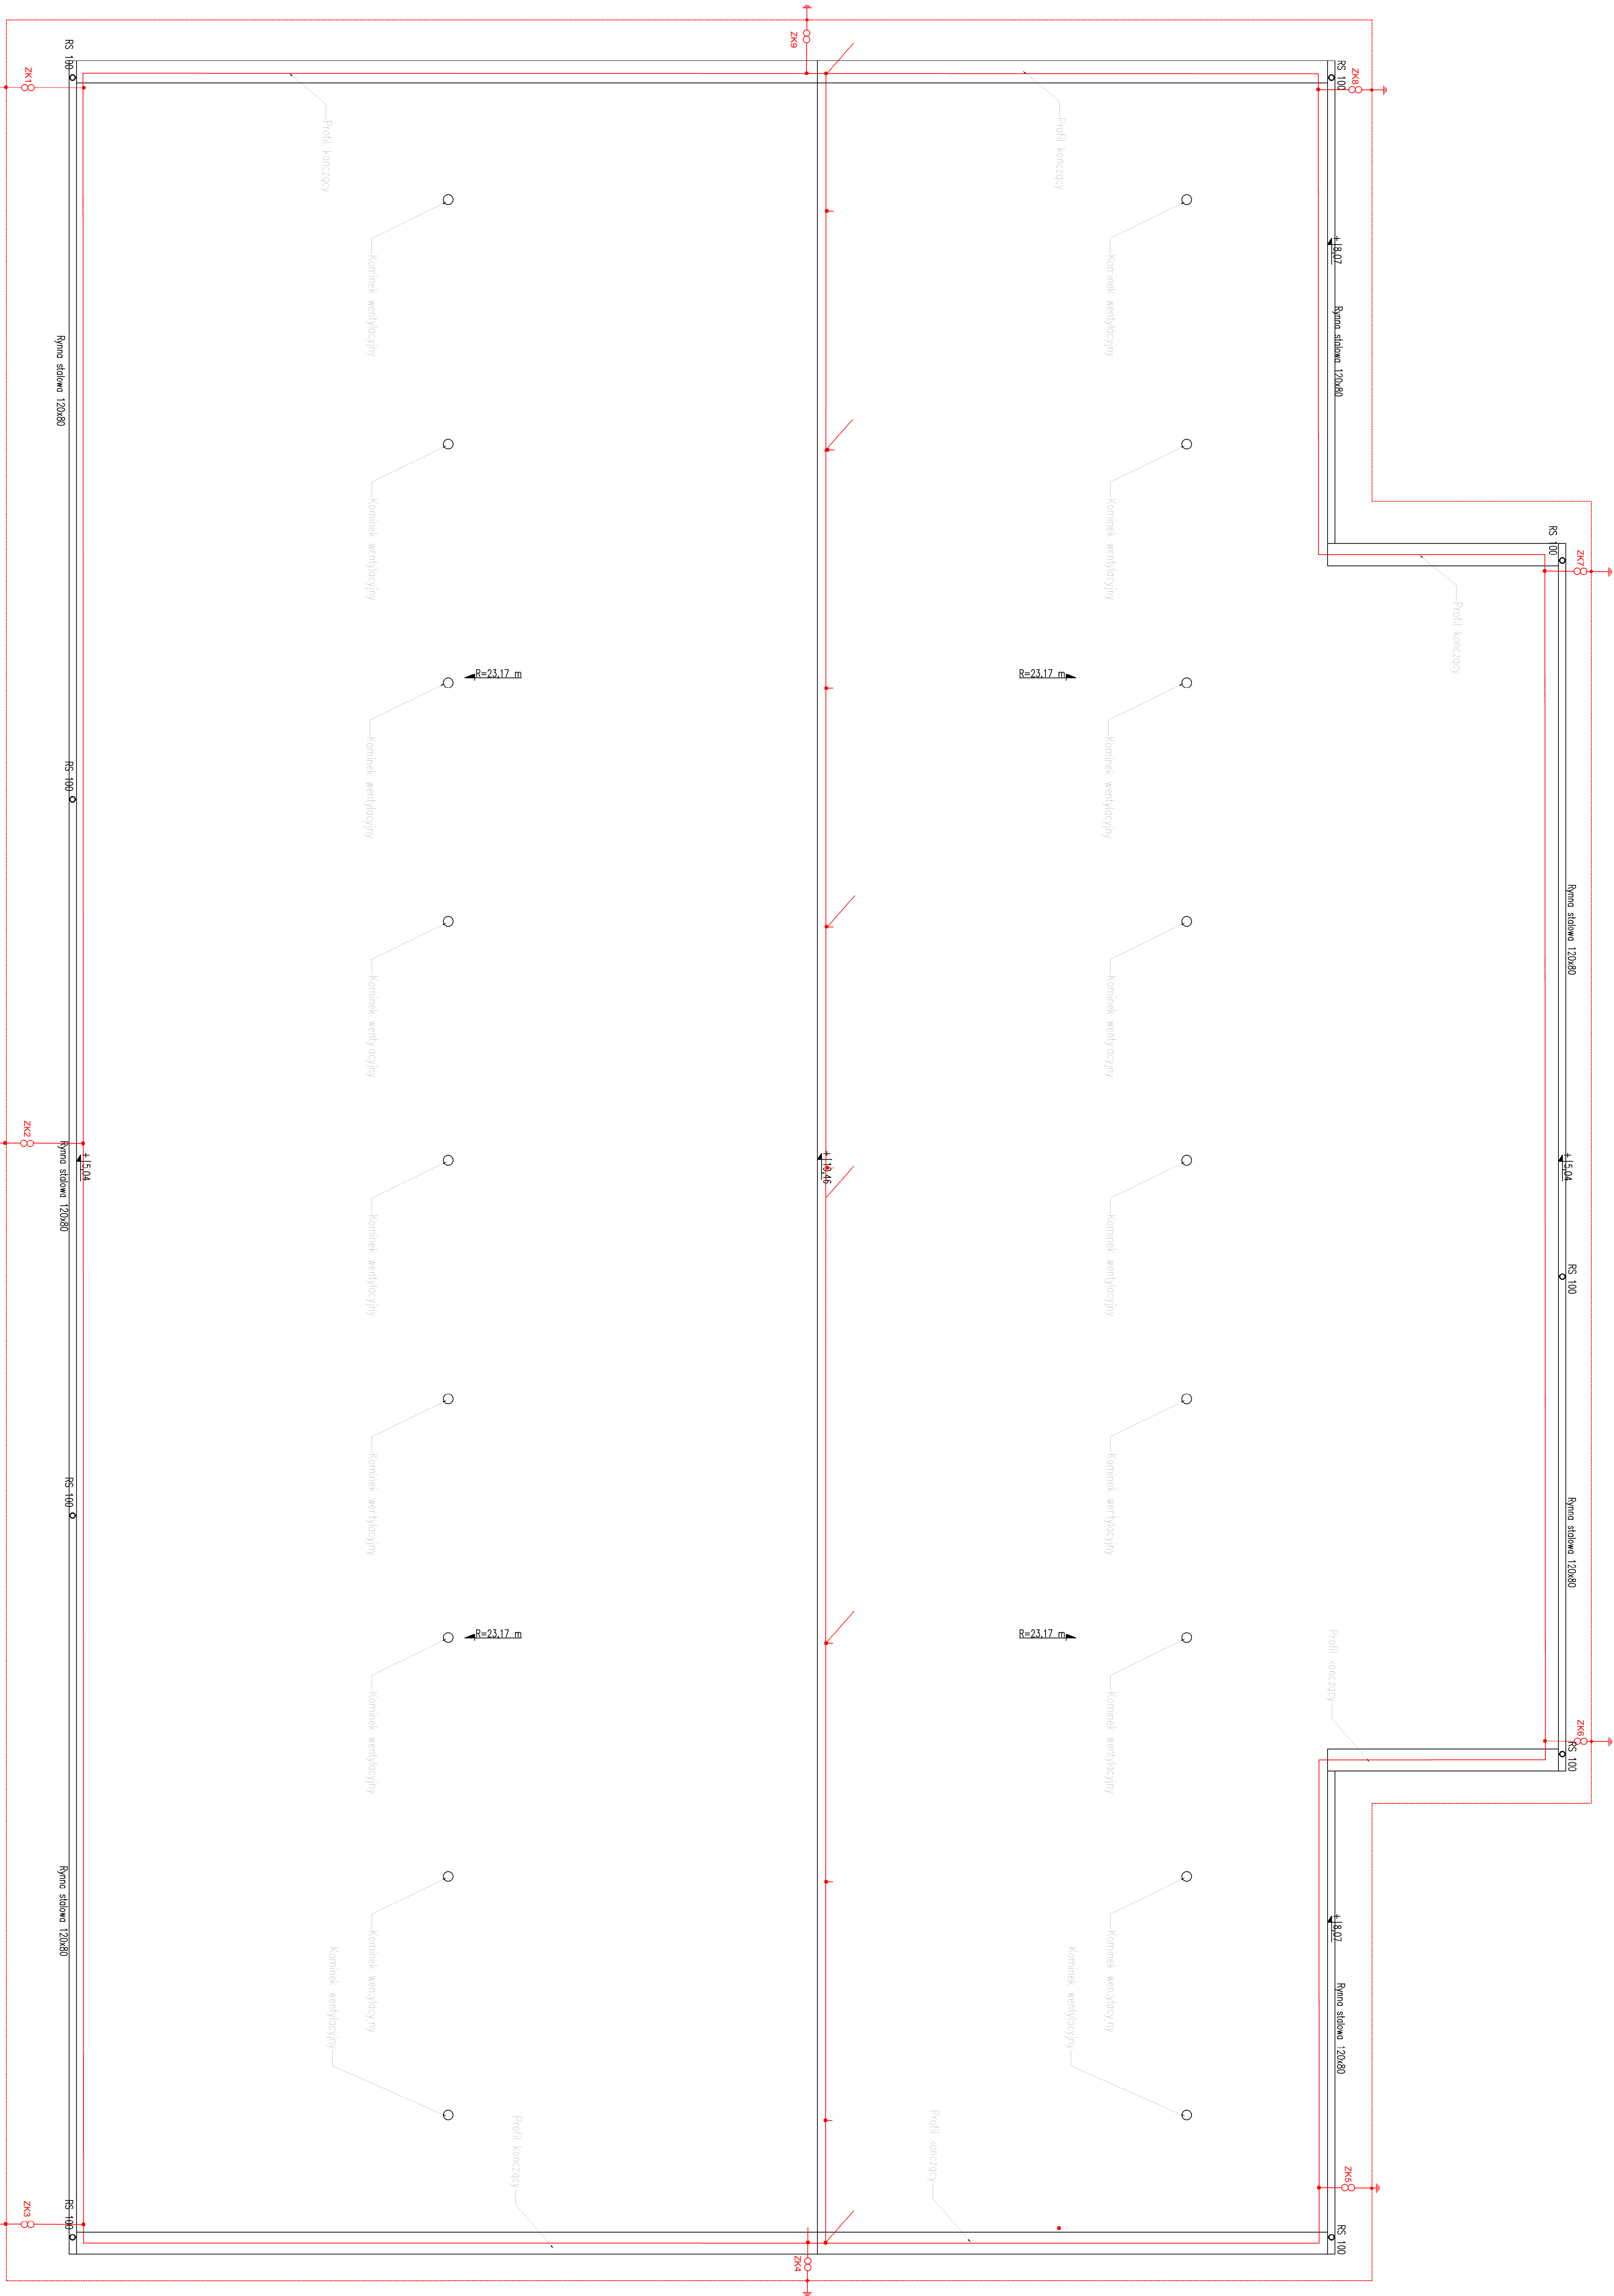 ZK9
RS 100
RS 100
ZK8
ZK1
Profil kończący
Profil kończący
+ 8,07
Kominek wentylacyjny
Kominek wentylacyjny
Rynna stalowa 120x80
Rynna stalowa 120x80
Kominek wentylacyjny
Kominek wentylacyjny
RS 100
ZK7
Profil kończący
R=23,17 m
R=23,17 m
Kominek wentylacyjny
Kominek wentylacyjny
RS 100
Rynna stalowa 120x80
Kominek wentylacyjny
Kominek wentylacyjny
ZK2
Rynna stalowa 120x80
+ 5,04
+ 10,46
+ 5,04
Kominek wentylacyjny
Kominek wentylacyjny
RS 100
Kominek wentylacyjny
Kominek wentylacyjny
RS 100
Rynna stalowa 120x80
R=23,17 m
R=23,17 m
Profil kończący
Kominek wentylacyjny
Kominek wentylacyjny
ZK6
RS 100
Rynna stalowa 120x80
+ 8,07
Kominek wentylacyjny
Kominek wentylacyjny
Kominek wentylacyjny
Kominek wentylacyjny
Rynna stalowa 120x80
Profil kończący
Profil kończący
ZK5
ZK3
RS 100
RS 100
ZK4